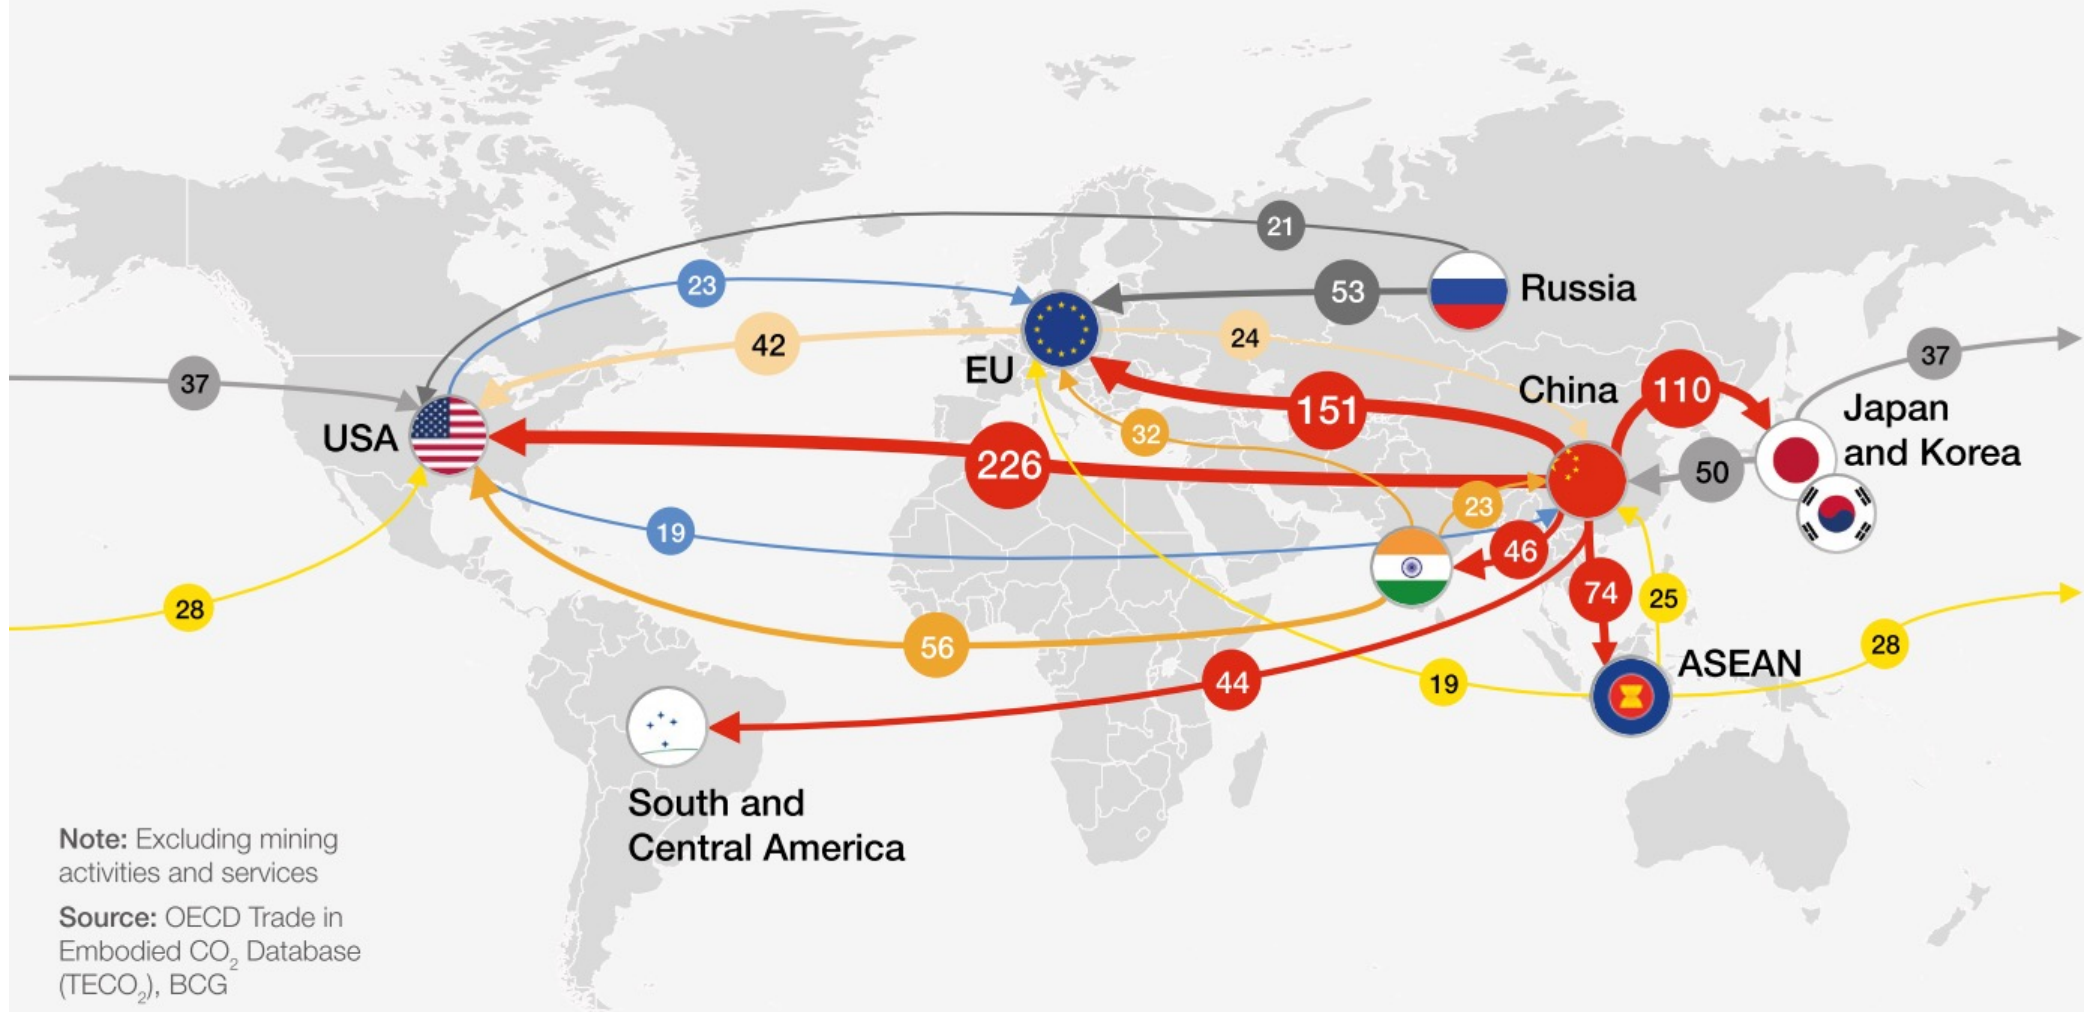 21
23
53
Russia
42
24
37
37
EU
China
110
151
Japan
and Korea
32
USA
226
50
23
19
46
74
25
28
56
28
ASEAN
44
19
South and
Central America
Note: Excluding mining
activities and services
Source: OECD Trade in
Embodied CO₂ Database
(TECO₂), BCG